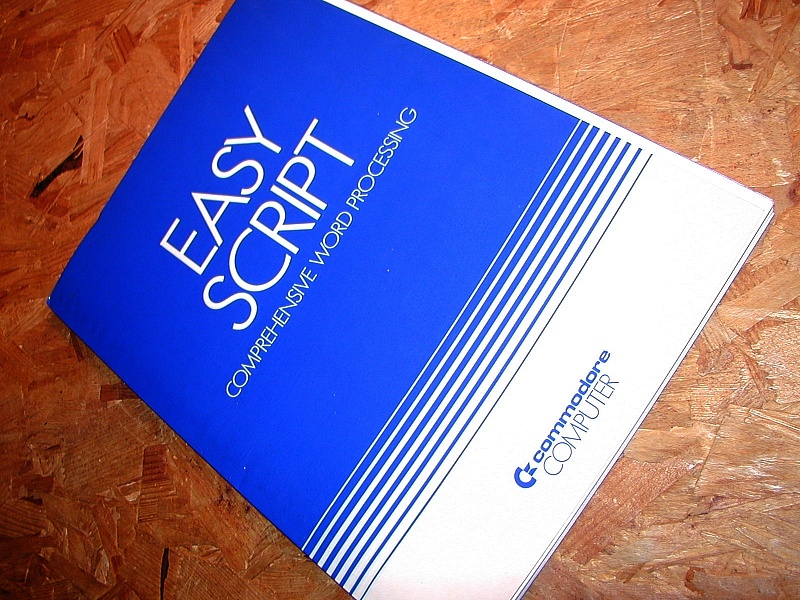 EASY
SCRIPT
COMPREHENSIVE WORD PROCESSING
commodore
COMPUTER